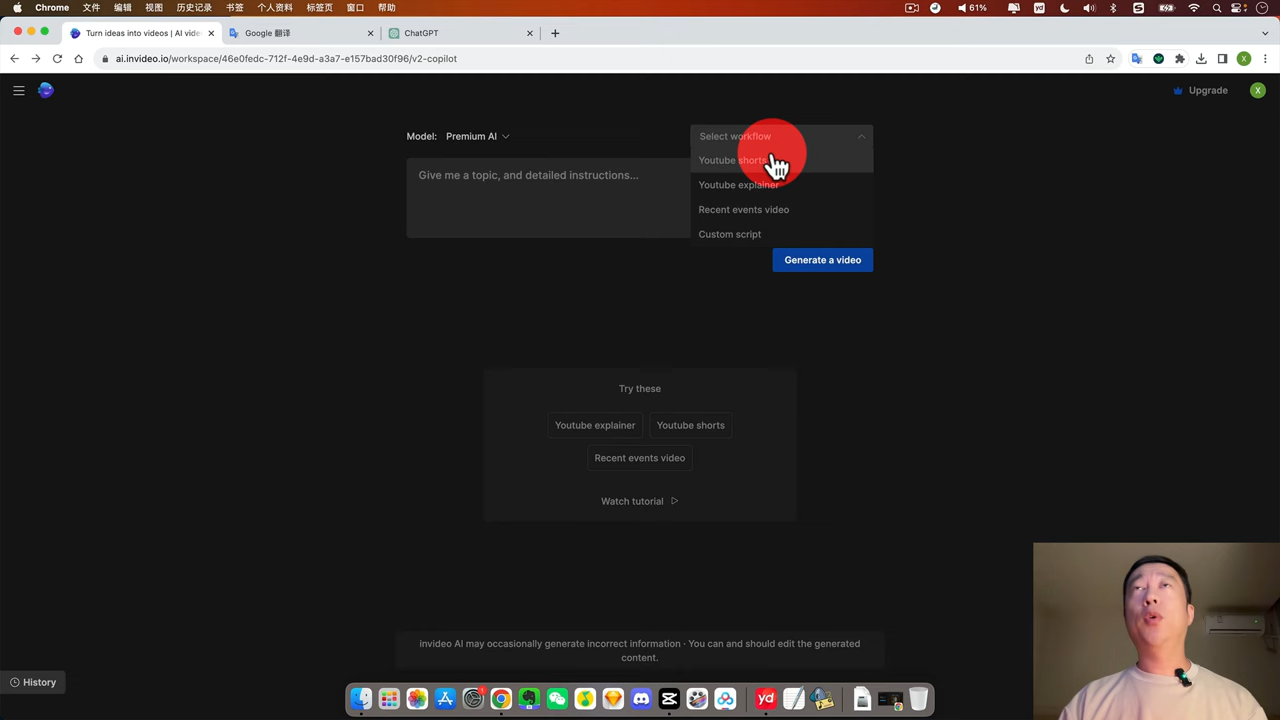 Chrome 文件 编辑 视图 历史记录 书签 个人资料 标签页 窗口 帮助
yd
S
61%
Turn ideas into videos | AI vide
Google 翻译
ChatGPT
ai.invideo.io/workspace/46e0fedc-712f-4e9d-a3a7-e157bad30f96/v2-copilot
X
Upgrade
X
Model: Premium AI
Select workflow
Youtube shorts
Give me a topic, and detailed instructions...
Youtube explainer
Recent events video
Custom script
Generate a video
Try these
Youtube explainer
Youtube shorts
Recent events video
Watch tutorial
invideo AI may occasionally generate incorrect information · You can and should edit the generated
content.
History
1
yd